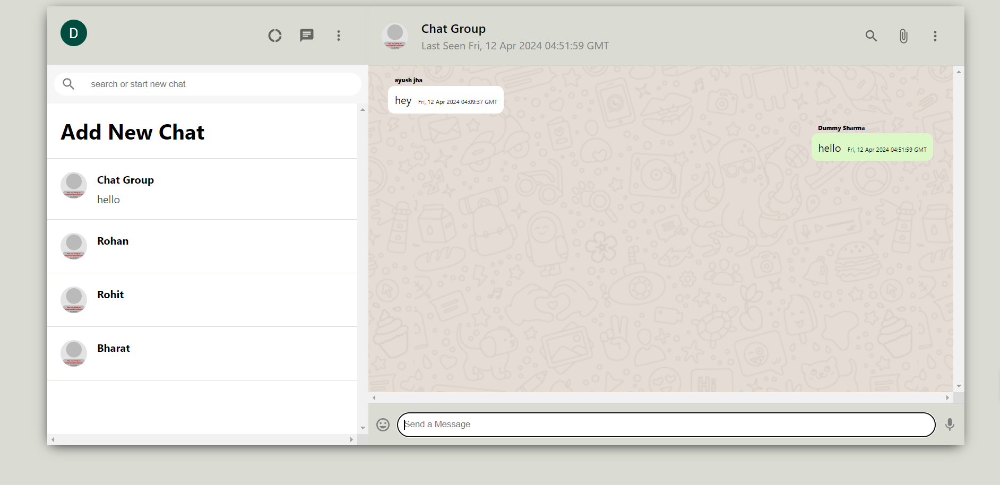 D
search or start new chat
Add New Chat
Chat Group
hello
Rohan
Rohit
Bharat
Chat Group
Last Seen Fri, 12 Apr 2024 04:51:59 GMT
ayush jha
hey Fri, 12 Apr 2024 04:09:37 GMT
Dummy Sharma
hello Fri, 12 Apr 2024 04:51:59 GMT
Hi
Send a Message